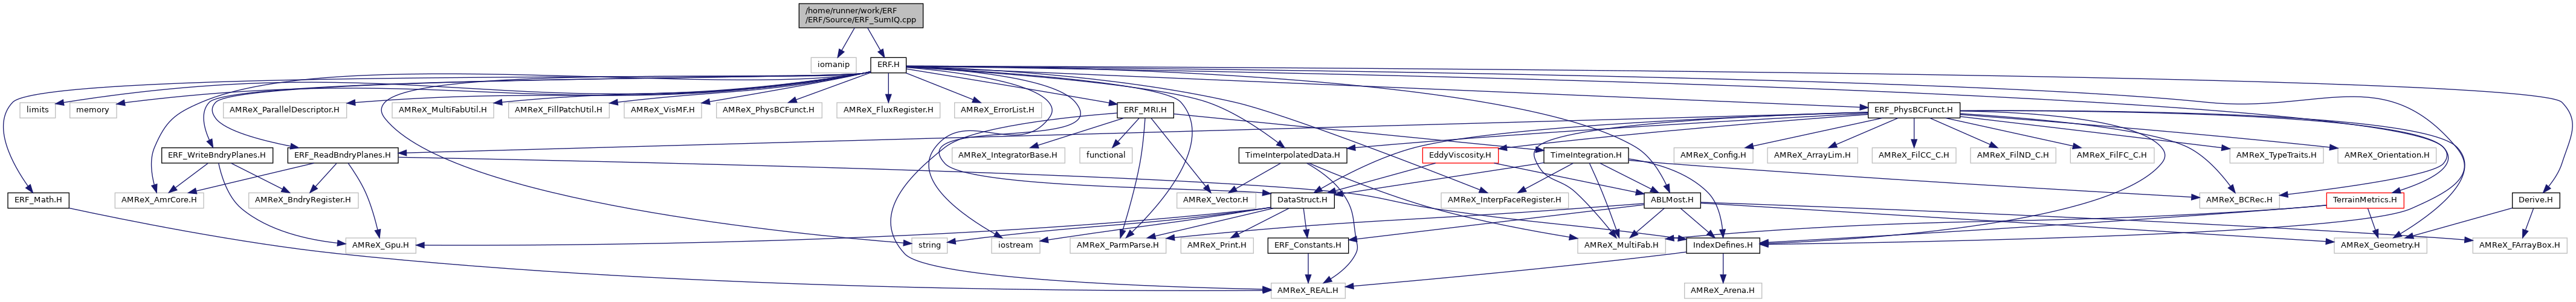 /home/runner/work/ERF
/ERF/Source/ERF_SumIQ.cpp
iomanip
ERF.H
limits
memory
AMReX_ParallelDescriptor.H
AMReX_MultiFabUtil.H
AMReX_FillPatchUtil.H
AMReX_VisMF.H
AMReX_PhysBCFunct.H
AMReX_FluxRegister.H
AMReX_ErrorList.H
ERF_MRI.H
ERF_PhysBCFunct.H
ERF_WriteBndryPlanes.H
ERF_ReadBndryPlanes.H
AMReX_IntegratorBase.H
functional
TimeInterpolatedData.H
EddyViscosity.H
TimeIntegration.H
AMReX_Config.H
AMReX_ArrayLim.H
AMReX_FilCC_C.H
AMReX_FilND_C.H
AMReX_FilFC_C.H
AMReX_TypeTraits.H
AMReX_Orientation.H
ERF_Math.H
AMReX_AmrCore.H
AMReX_BndryRegister.H
AMReX_Vector.H
DataStruct.H
AMReX_InterpFaceRegister.H
ABLMost.H
AMReX_BCRec.H
TerrainMetrics.H
Derive.H
AMReX_Gpu.H
string
iostream
AMReX_ParmParse.H
AMReX_Print.H
ERF_Constants.H
AMReX_MultiFab.H
IndexDefines.H
AMReX_Geometry.H
AMReX_FArrayBox.H
AMReX_REAL.H
AMReX_Arena.H